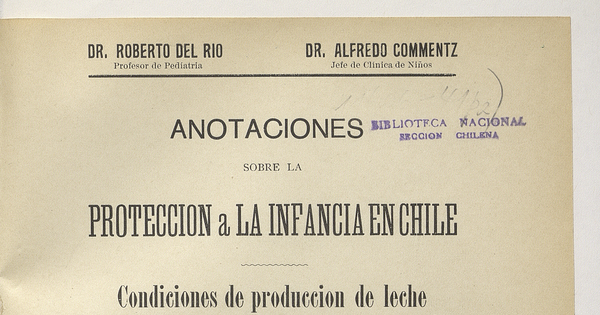 DR. ROBERTO DEL RIO
Profesor de Pediatria
DR. ALFREDO COMMENTZ
Jefe de Clínica de Niños
ANOTACIONES
BIBLIOTECA NACIONAL
SECCION CHILENA
SOBRE LA
PROTECCION a LA INFANCIA EN CHILE
Condiciones de produccion de leche